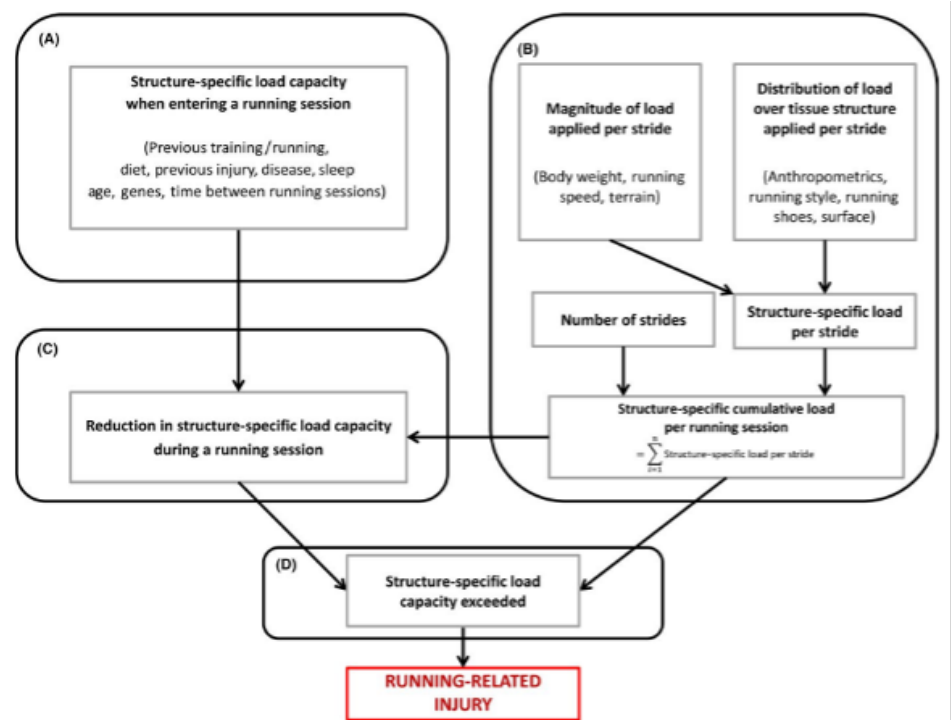 (A)
Structure-specific load capacity
when entering a running session
(Previous training/running,
diet, previous injury, disease, sleep
age, genes, time between running sessions)
(B)
Magnitude of load
applied per stride
(Body weight, running
speed, terrain)
Distribution of load
over tissue structure
applied per stride
(Anthropometrics,
running style, running
shoes, surface)
Number of strides
Structure-specific load
per stride
Structure-specific cumulative load
per running session
= ∑ⁿᵢ₌₁ Structure-specific load per stride
(C)
Reduction in structure-specific load capacity
during a running session
(D)
Structure-specific load
capacity exceeded
RUNNING-RELATED
INJURY